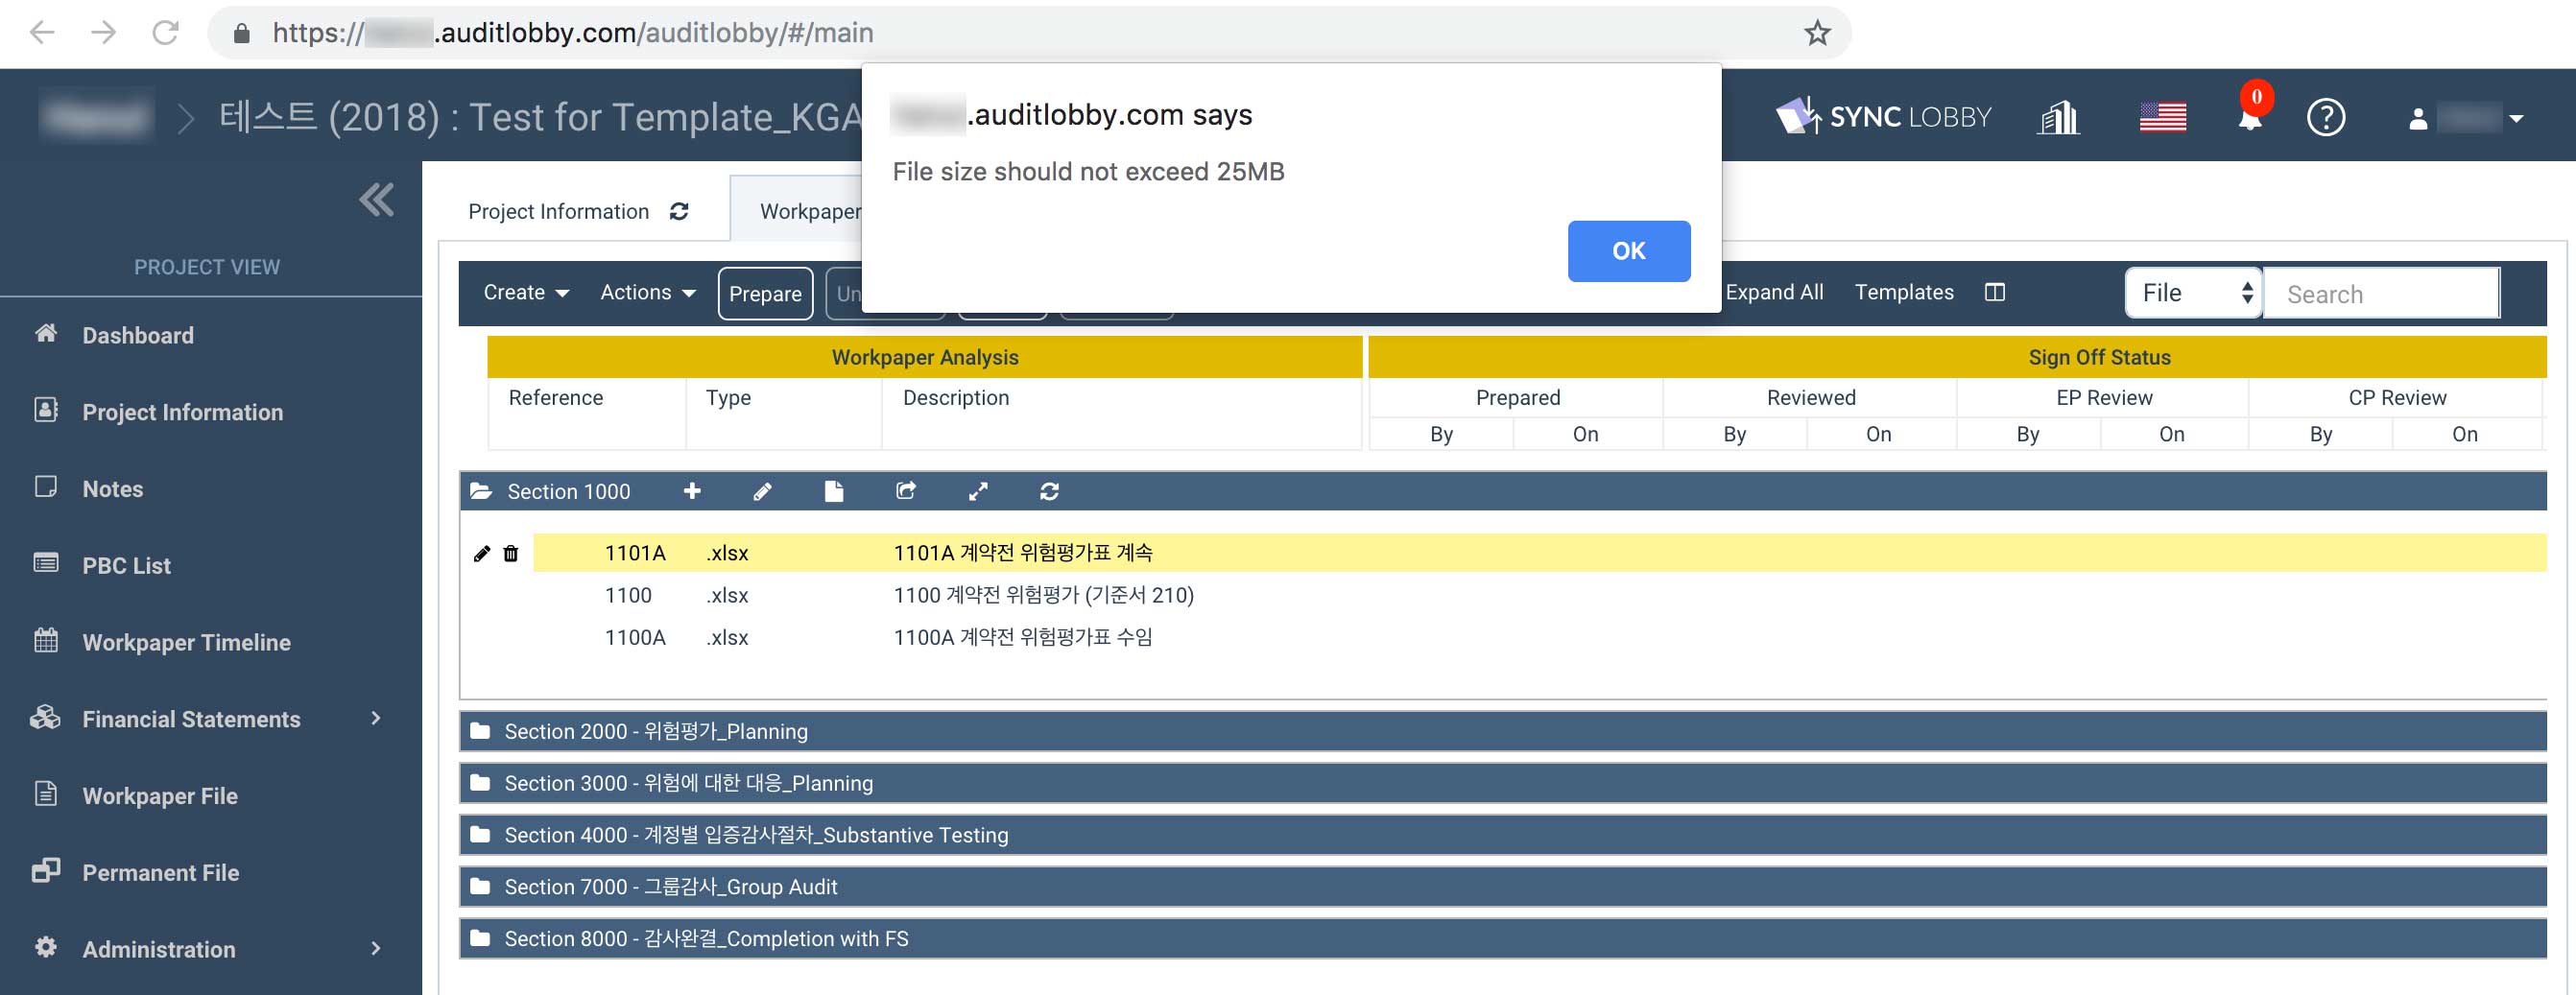 https://.auditlobby.com/auditlobby/#/main
테스트 (2018) : Test for Template_KGA
SYNC LOBBY
0
?
.auditlobby.com says
File size should not exceed 25MB
OK
PROJECT VIEW
Dashboard
Project Information
Notes
PBC List
Workpaper Timeline
Financial Statements
Workpaper File
Permanent File
Administration
Project Information
Workpaper
Create
Actions
Prepare
Un
Expand All
Templates
File
Search
Workpaper Analysis
Sign Off Status
Reference Type Description Prepared Reviewed EP Review CP Review
By On By On By On By On
Section 1000
1101A .xlsx 1101A 계약전 위험평가표 계속
1100 .xlsx 1100 계약전 위험평가 (기준서 210)
1100A .xlsx 1100A 계약전 위험평가표 수임
Section 2000 - 위험평가_Planning
Section 3000 - 위험에 대한 대응_Planning
Section 4000 - 계정별 입증감사절차_Substantive Testing
Section 7000 - 그룹감사_Group Audit
Section 8000 - 감사완결_Completion with FS